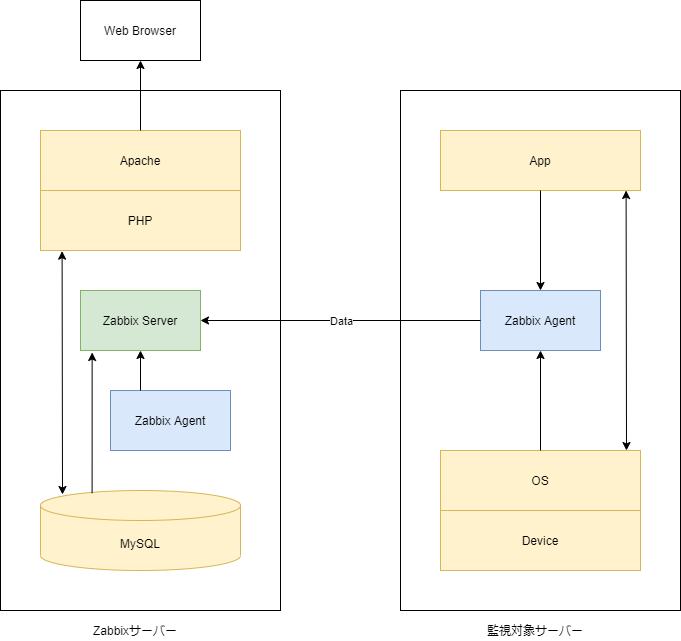 Web Browser
Apache
PHP
Zabbix Server
Zabbix Agent
MySQL
Zabbixサーバー
Data
App
Zabbix Agent
OS
Device
監視対象サーバー